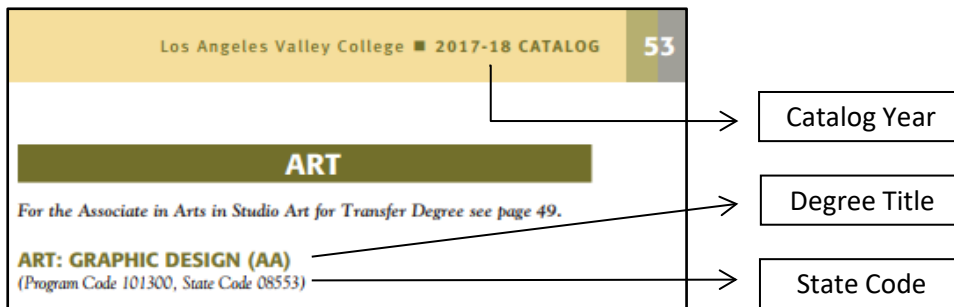 Los Angeles Valley College ■ 2017-18 CATALOG 53
Catalog Year
ART
For the Associate in Arts in Studio Art for Transfer Degree see page 49.
Degree Title
ART: GRAPHIC DESIGN (AA)
(Program Code 101300, State Code 08553)
State Code